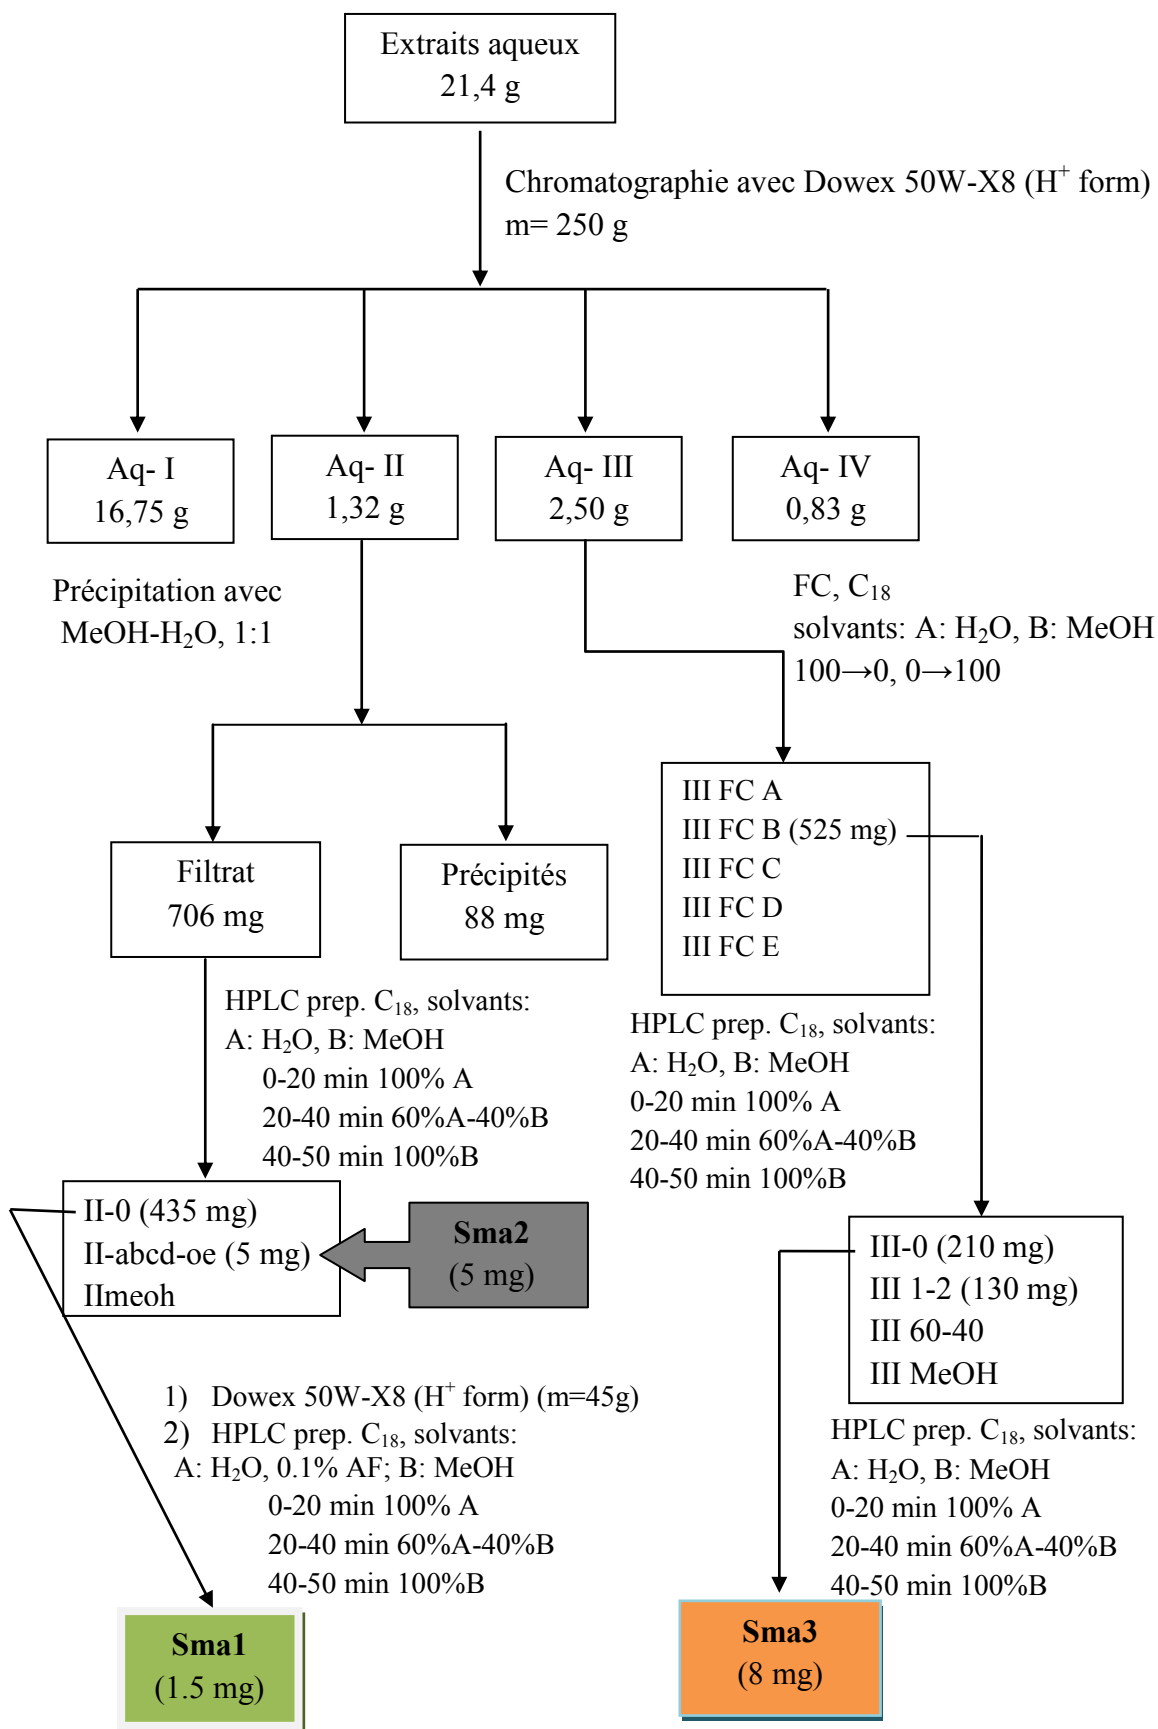 Extraits aqueux
21,4 g
Chromatographie avec Dowex 50W-X8 (H⁺ form)
m= 250 g
Aq- I
16,75 g
Aq- II
1,32 g
Aq- III
2,50 g
Aq- IV
0,83 g
Précipitation avec
MeOH-H₂O, 1:1
FC, C₁₈
solvants: A: H₂O, B: MeOH
100→0, 0→100
Filtrat
706 mg
Précipités
88 mg
III FC A
III FC B (525 mg)
III FC C
III FC D
III FC E
HPLC prep. C₁₈, solvants:
A: H₂O, B: MeOH
0-20 min 100% A
20-40 min 60%A-40%B
40-50 min 100%B
HPLC prep. C₁₈, solvants:
A: H₂O, B: MeOH
0-20 min 100% A
20-40 min 60%A-40%B
40-50 min 100%B
II-0 (435 mg)
II-abcd-oe (5 mg)
IImeoh
Sma2
(5 mg)
III-0 (210 mg)
III 1-2 (130 mg)
III 60-40
III MeOH
1) Dowex 50W-X8 (H⁺ form) (m=45g)
2) HPLC prep. C₁₈, solvants:
A: H₂O, 0.1% AF; B: MeOH
0-20 min 100% A
20-40 min 60%A-40%B
40-50 min 100%B
HPLC prep. C₁₈, solvants:
A: H₂O, B: MeOH
0-20 min 100% A
20-40 min 60%A-40%B
40-50 min 100%B
Sma1
(1.5 mg)
Sma3
(8 mg)